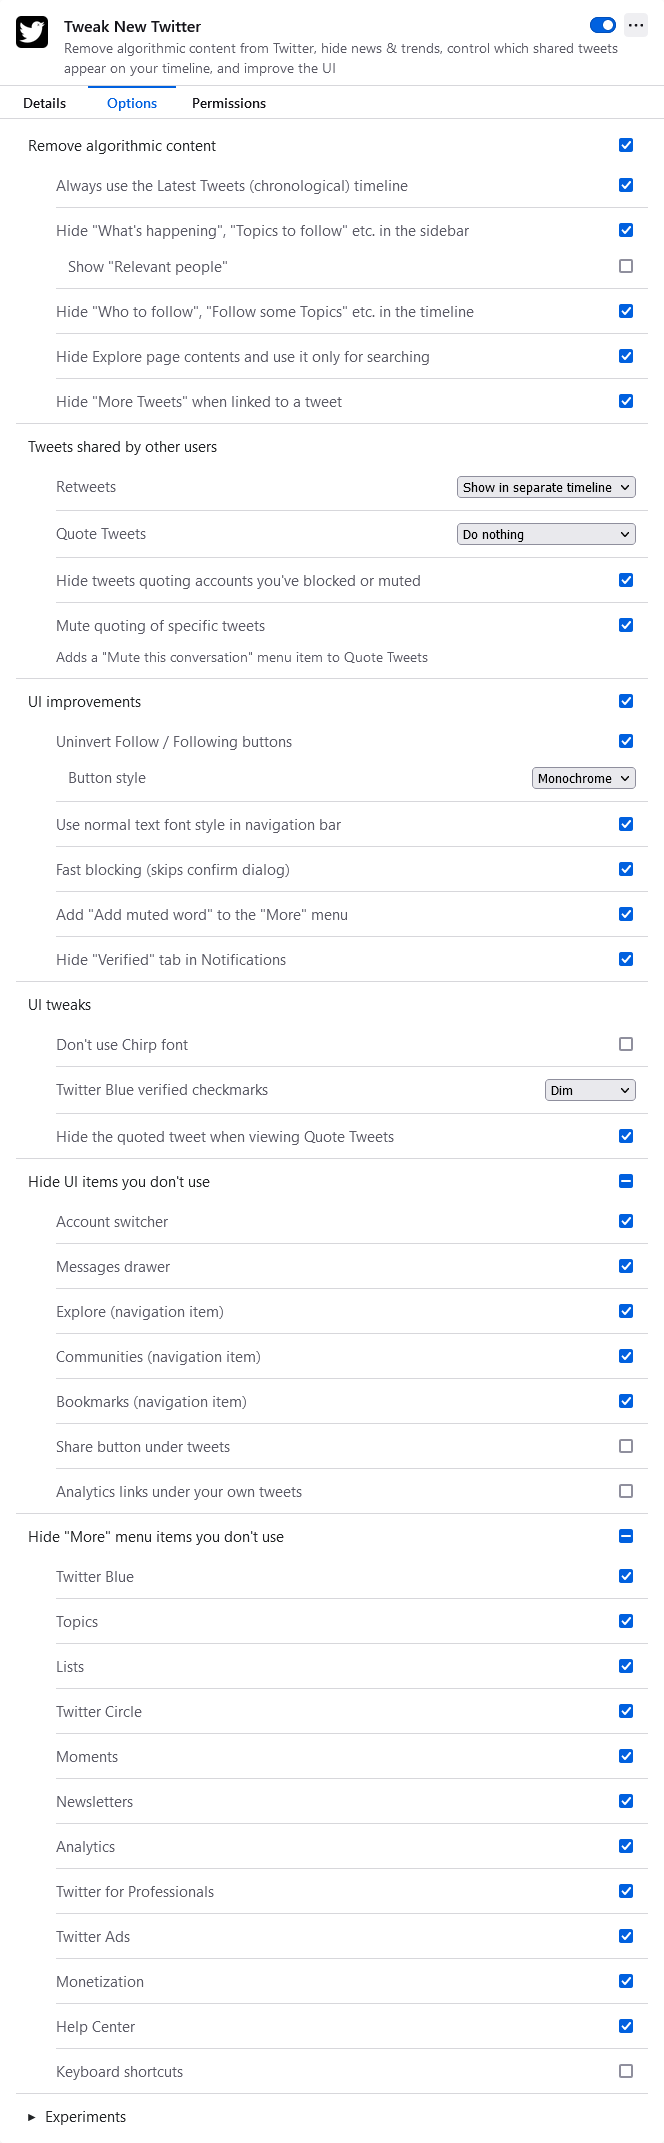 Tweak New Twitter
Remove algorithmic content from Twitter, hide news & trends, control which shared tweets
appear on your timeline, and improve the UI
Details Options Permissions
Remove algorithmic content
Always use the Latest Tweets (chronological) timeline
Hide "What's happening", "Topics to follow" etc. in the sidebar
Show "Relevant people"
Hide "Who to follow", "Follow some Topics" etc. in the timeline
Hide Explore page contents and use it only for searching
Hide "More Tweets" when linked to a tweet
Tweets shared by other users
Retweets Show in separate timeline
Quote Tweets Do nothing
Hide tweets quoting accounts you've blocked or muted
Mute quoting of specific tweets
Adds a "Mute this conversation" menu item to Quote Tweets
UI improvements
Uninvert Follow / Following buttons
Button style Monochrome
Use normal text font style in navigation bar
Fast blocking (skips confirm dialog)
Add "Add muted word" to the "More" menu
Hide "Verified" tab in Notifications
UI tweaks
Don't use Chirp font
Twitter Blue verified checkmarks Dim
Hide the quoted tweet when viewing Quote Tweets
Hide UI items you don't use
Account switcher
Messages drawer
Explore (navigation item)
Communities (navigation item)
Bookmarks (navigation item)
Share button under tweets
Analytics links under your own tweets
Hide "More" menu items you don't use
Twitter Blue
Topics
Lists
Twitter Circle
Moments
Newsletters
Analytics
Twitter for Professionals
Twitter Ads
Monetization
Help Center
Keyboard shortcuts
Experiments